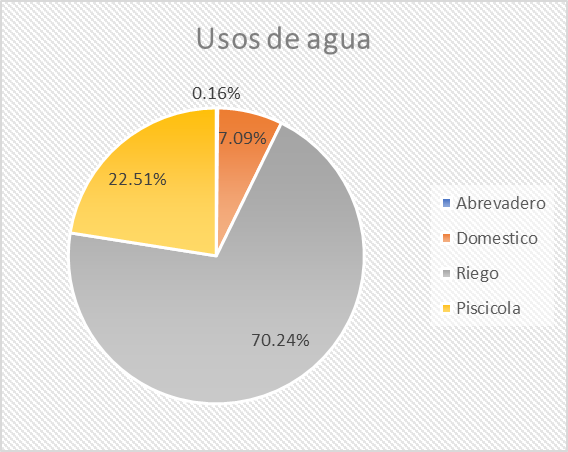 Usos de agua
0.16%
7.09%
22.51%
70.24%
Abrevadero
Domestico
Riego
Piscicola